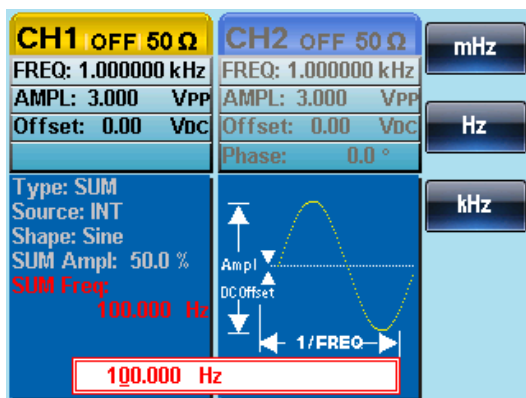 CH1 OFF 50 Ω
FREQ: 1.000000 kHz
AMPL: 3.000 VPP
Offset: 0.00 VDC
CH2 OFF 50 Ω
FREQ: 1.000000 kHz
AMPL: 3.000 VPP
Offset: 0.00 VDC
Phase: 0.0 °
mHz
Hz
kHz
Type: SUM
Source: INT
Shape: Sine
SUM Ampl: 50.0 %
SUM Freq:
100.000 Hz
Ampl
DC Offset
1/FREQ
100.000 Hz